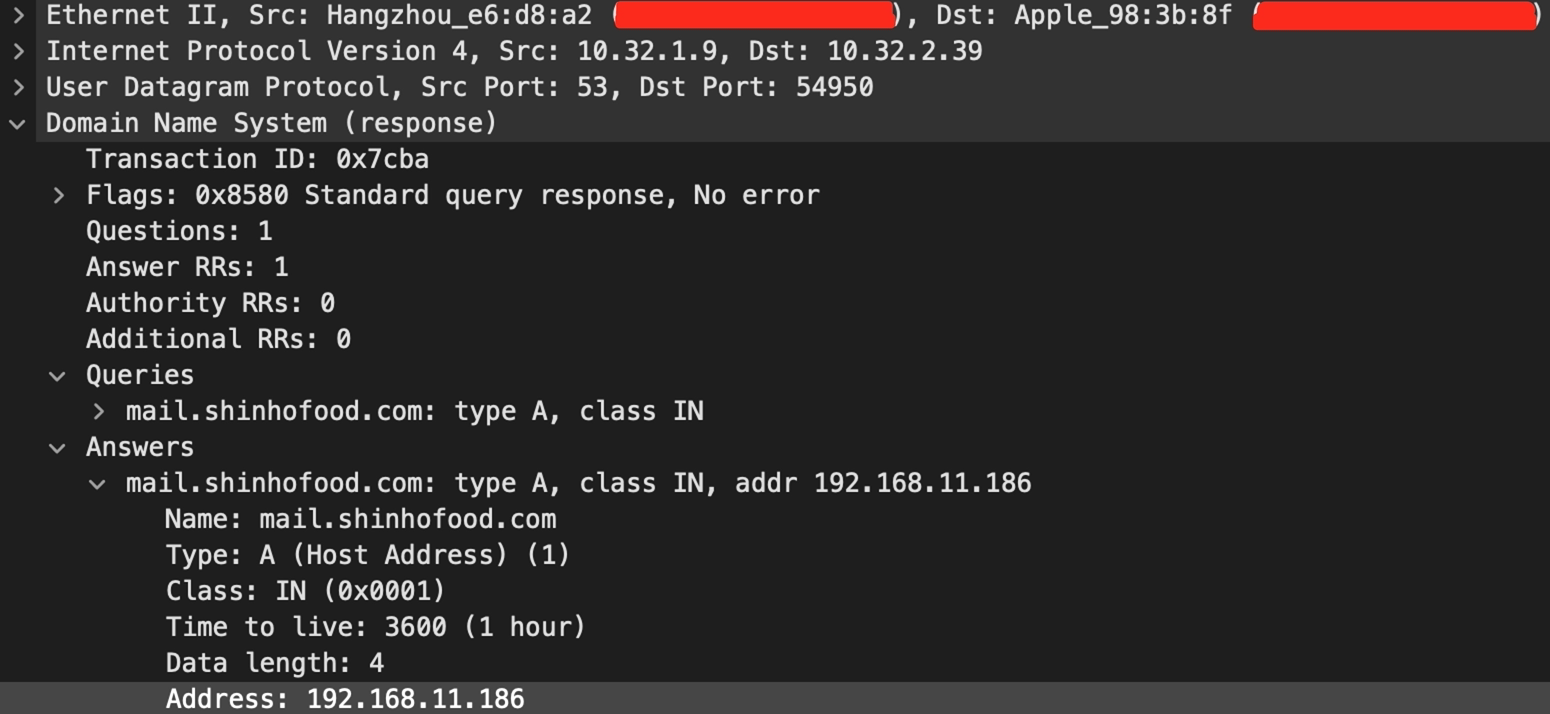 Ethernet II, Src: Hangzhou_e6:d8:a2 (), Dst: Apple_98:3b:8f ()
Internet Protocol Version 4, Src: 10.32.1.9, Dst: 10.32.2.39
User Datagram Protocol, Src Port: 53, Dst Port: 54950
Domain Name System (response)
Transaction ID: 0x7cba
Flags: 0x8580 Standard query response, No error
Questions: 1
Answer RRs: 1
Authority RRs: 0
Additional RRs: 0
Queries
mail.shinhofood.com: type A, class IN
Answers
mail.shinhofood.com: type A, class IN, addr 192.168.11.186
Name: mail.shinhofood.com
Type: A (Host Address) (1)
Class: IN (0x0001)
Time to live: 3600 (1 hour)
Data length: 4
Address: 192.168.11.186